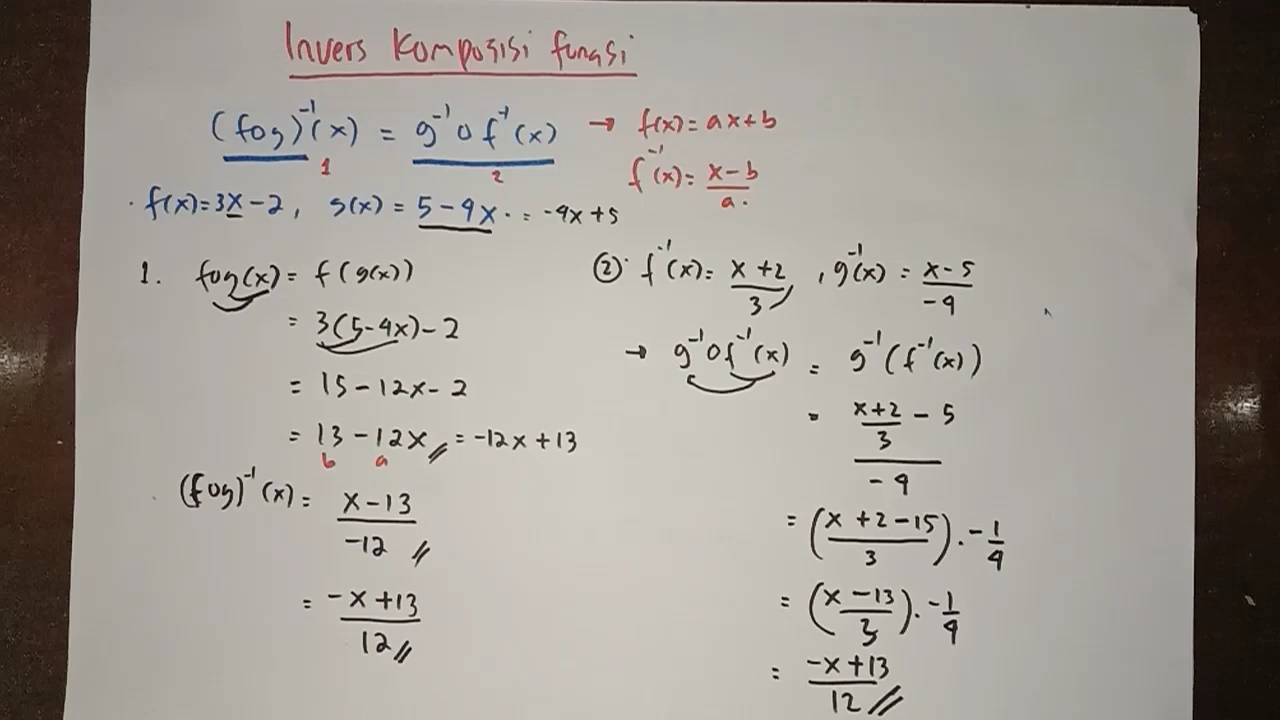 Invers Komposisi fungsi
(fog)⁻¹(x) = g⁻¹ o f⁻¹(x) → f(x) = ax + b
1 2
f⁻¹(x) = (x - b)/a.
· f(x) = 3x - 2, g(x) = 5 - 4x. = -4x + 5
1. fog(x) = f(g(x))
= 3(5 - 4x) - 2
= 15 - 12x - 2
= 13 - 12x // = -12x + 13
b a
(fog)⁻¹(x) = (x - 13)/-12 //
= (-x + 13)/12 //
② f⁻¹(x) = (x + 2)/3, g⁻¹(x) = (x - 5)/-4
→ g⁻¹ o f⁻¹(x) = g⁻¹(f⁻¹(x))
= ((x + 2)/3 - 5)/-4
= ((x + 2 - 15)/3) . -1/4
= ((x - 13)/3) . -1/4
= (-x + 13)/12 //